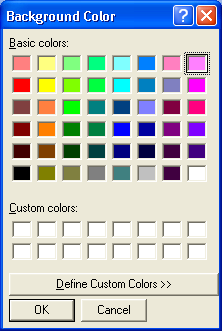 Background Color
?
Basic colors:
Custom colors:
Define Custom Colors >>
OK Cancel